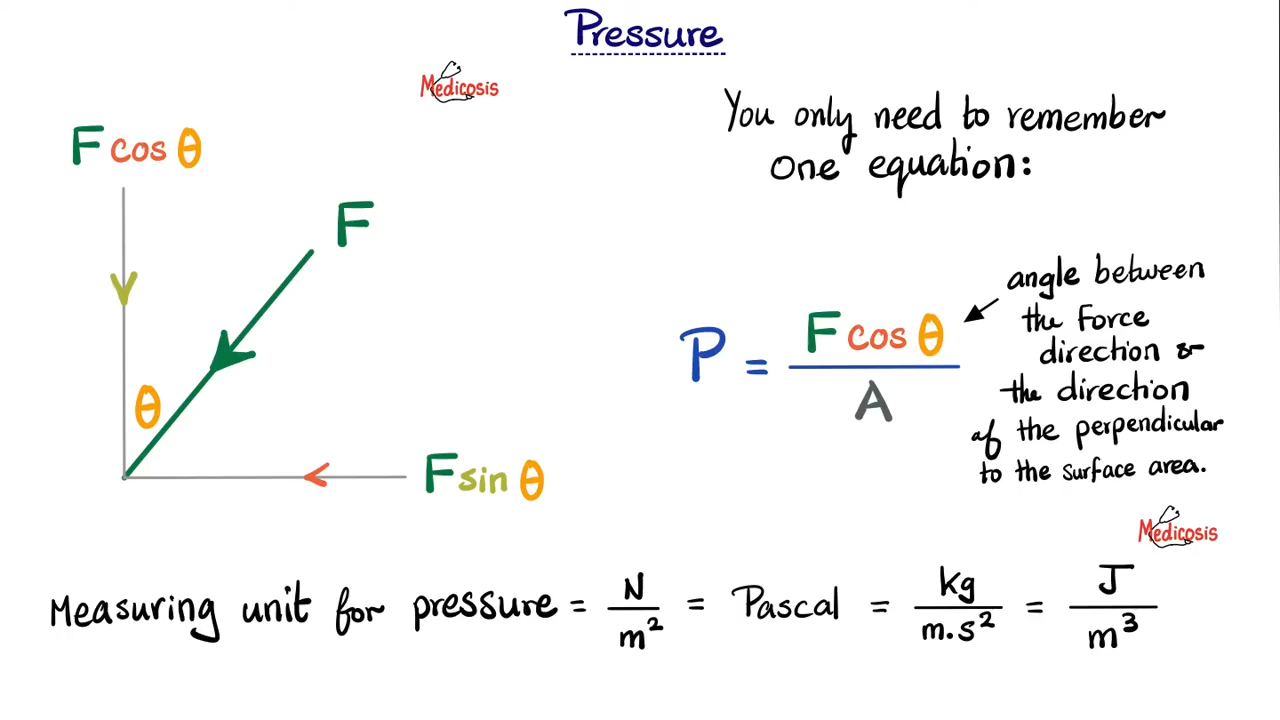 Pressure
Medicosis
You only need to remember
one equation:
F cos θ
F
θ
F sin θ
P = F cos θ / A
angle between
the force
direction &
the direction
of the perpendicular
to the surface area.
Medicosis
Measuring unit for pressure = N/m² = Pascal = kg/m.s² = J/m³